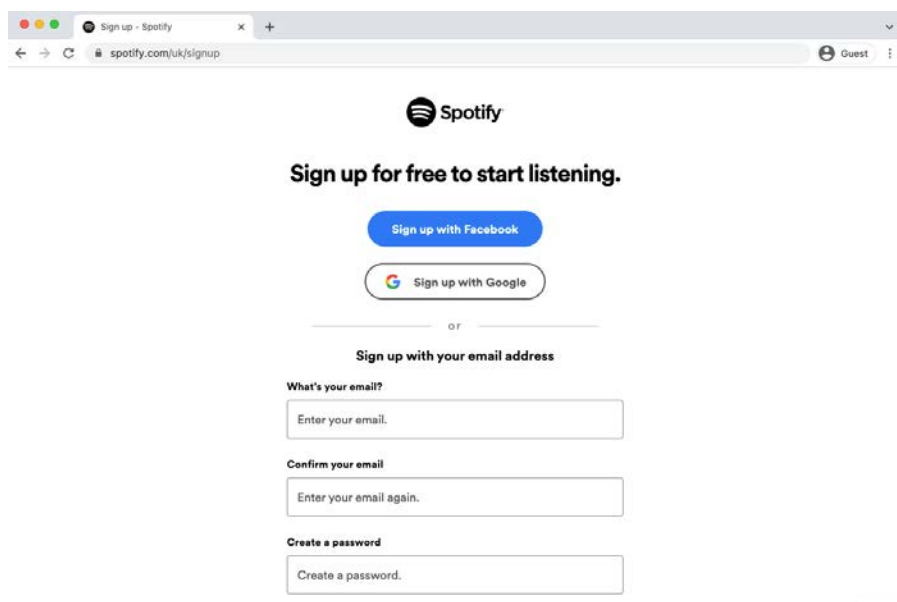 Sign up - Spotify
spotify.com/uk/signup
Guest
Spotify
Sign up for free to start listening.
Sign up with Facebook
Sign up with Google
or
Sign up with your email address
What's your email?
Enter your email.
Confirm your email
Enter your email again.
Create a password
Create a password.